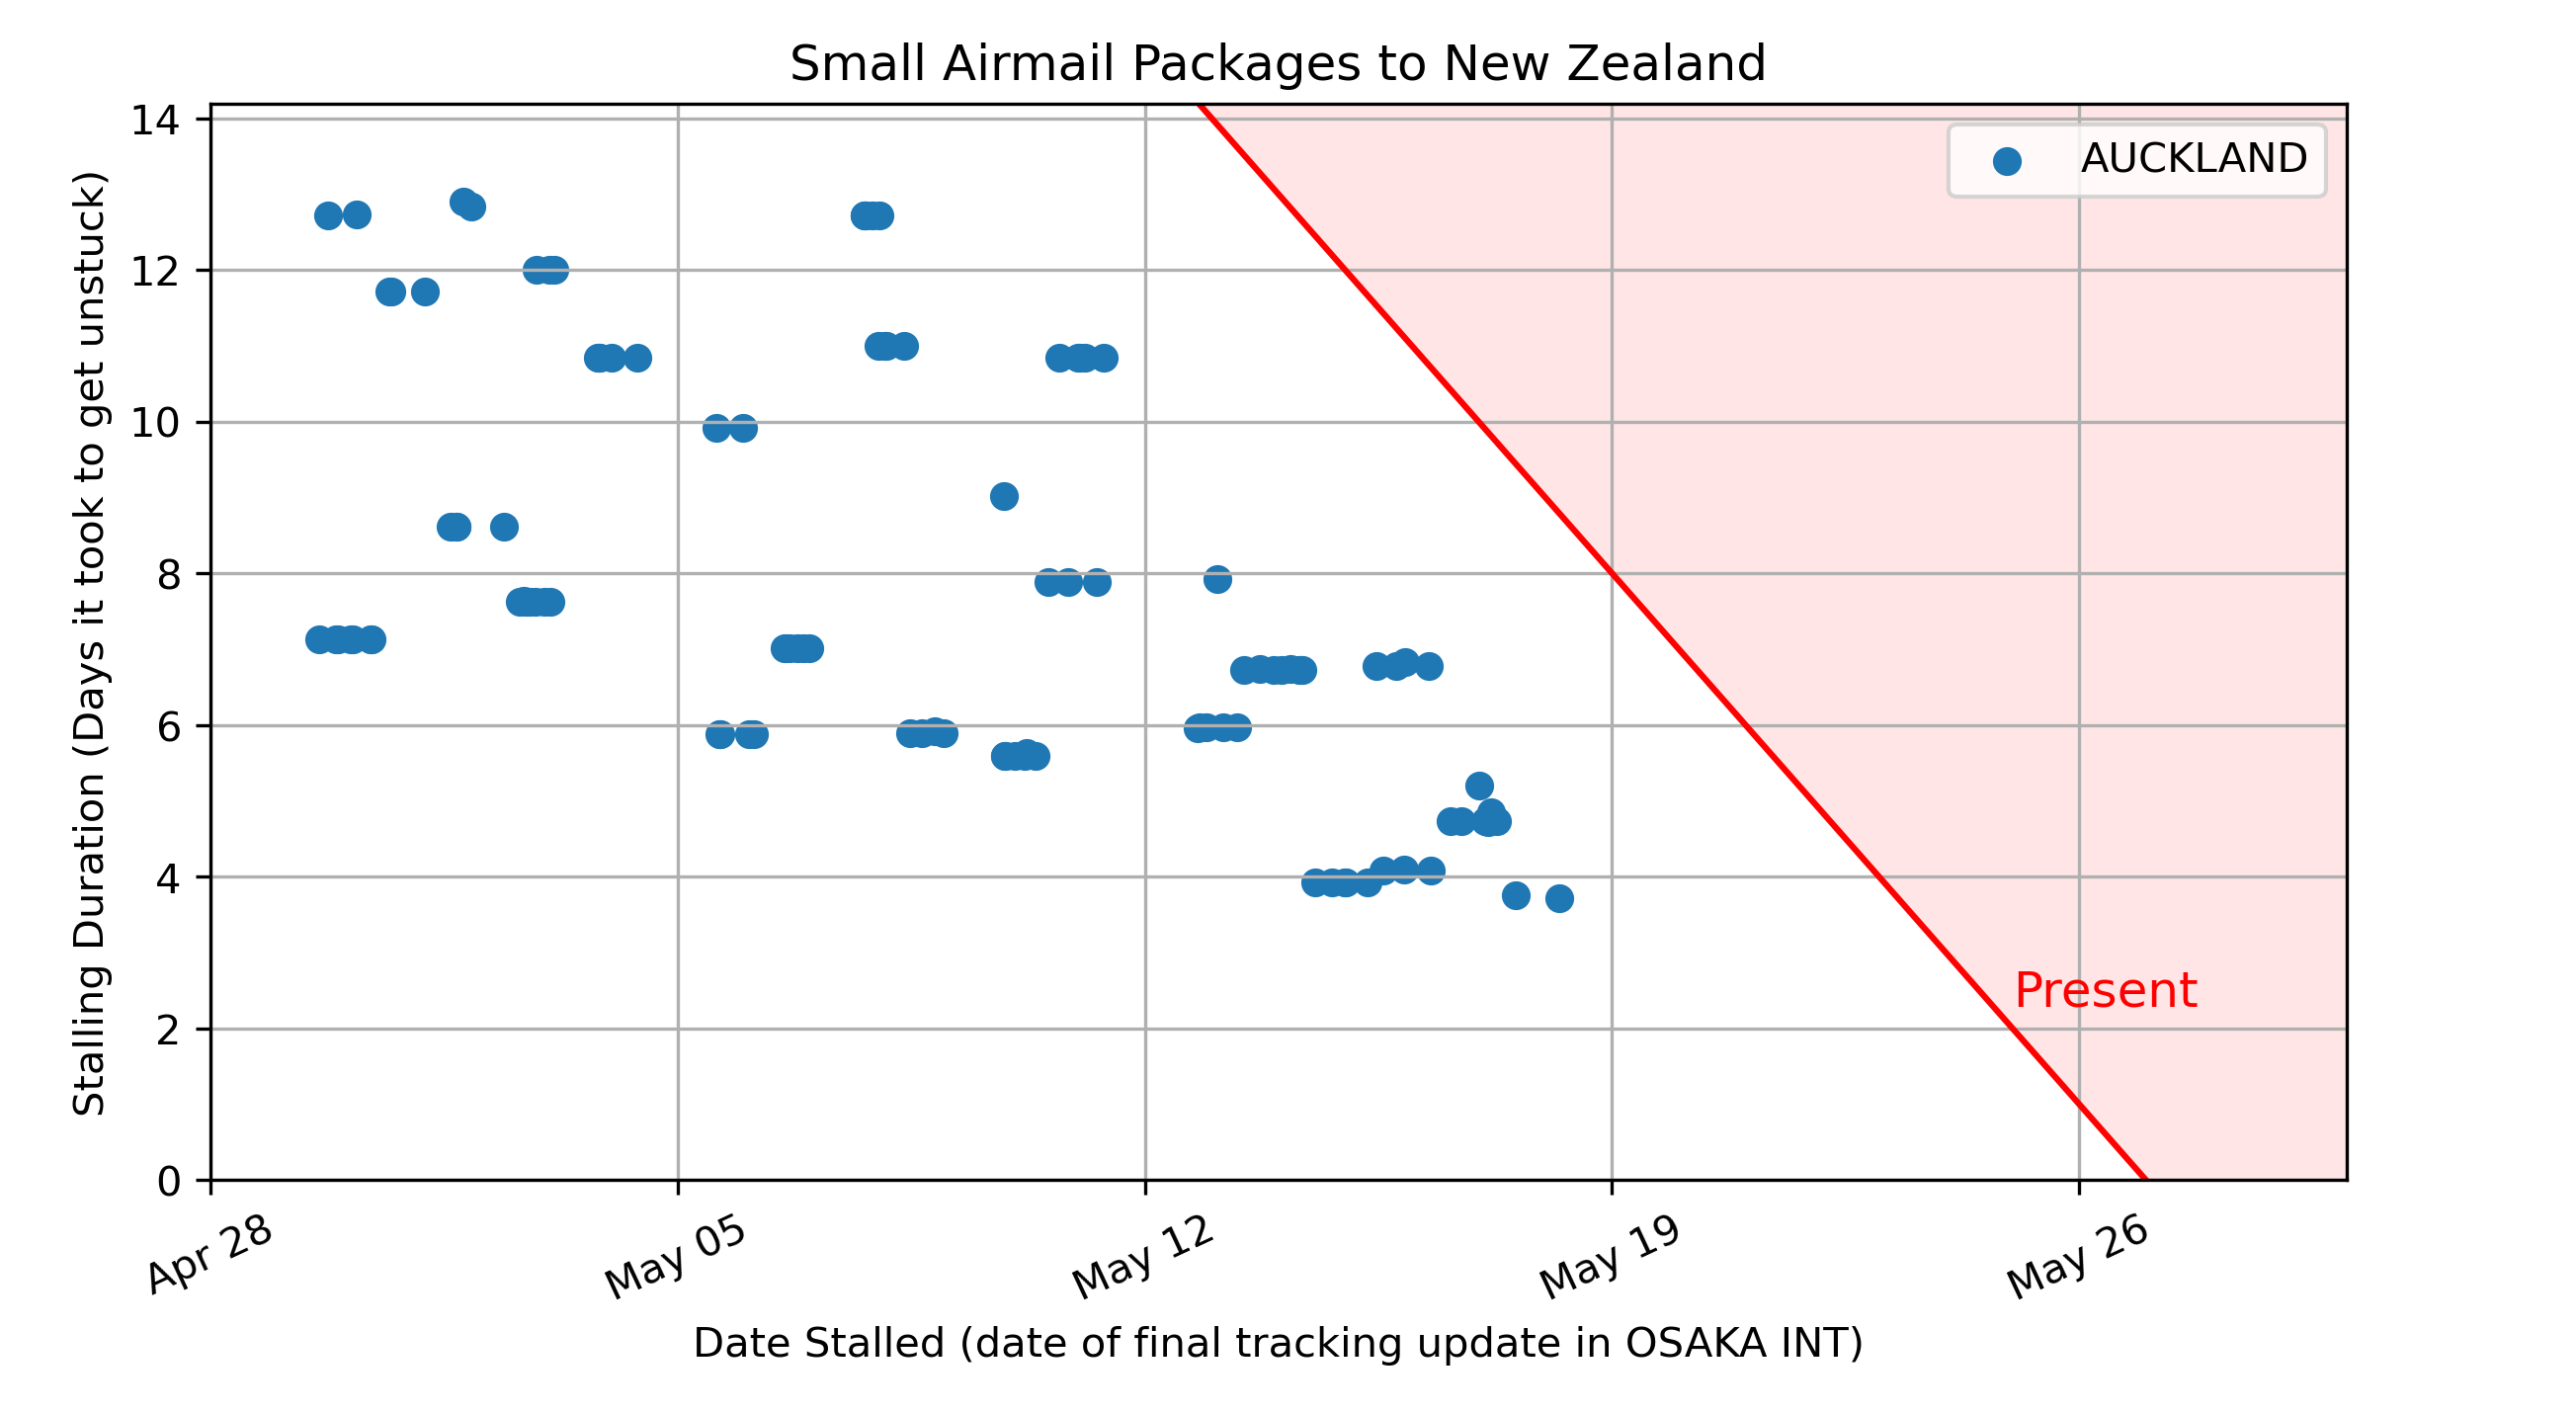 Small Airmail Packages to New Zealand
Stalling Duration (Days it took to get unstuck)
14
12
10
8
6
4
2
0
AUCKLAND
Present
Apr 28
May 05
May 12
May 19
May 26
Date Stalled (date of final tracking update in OSAKA INT)